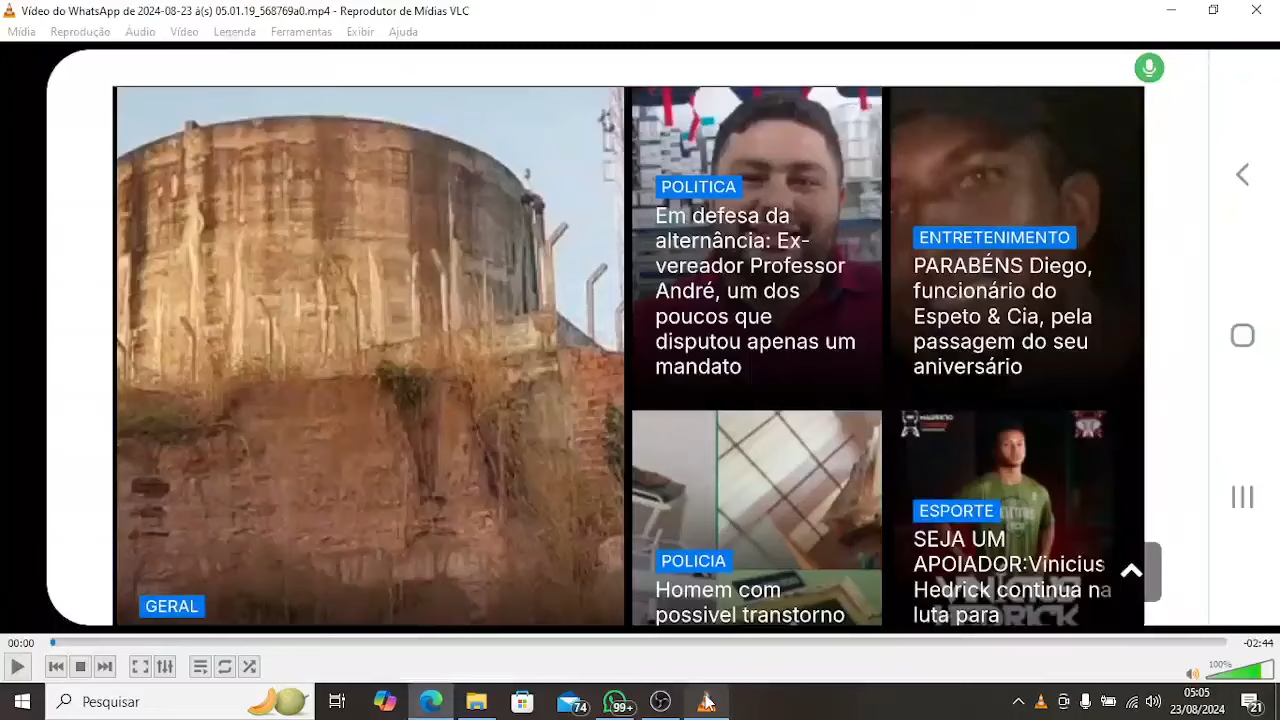 Vídeo do WhatsApp de 2024-08-23 à(s) 05.01.19_568769a0.mp4 - Reprodutor de Mídias VLC
Mídia Reprodução Áudio Vídeo Legenda Ferramentas Exibir Ajuda
POLITICA
Em defesa da
alternância: Ex-
vereador Professor
André, um dos
poucos que
disputou apenas um
mandato
ENTRETENIMENTO
PARABÉNS Diego,
funcionário do
Espeto & Cia, pela
passagem do seu
aniversário
GERAL
POLICIA
Homem com
possivel transtorno
ESPORTE
SEJA UM
APOIADOR:Vinicius
Hedrick continua na
luta para
HEDRICK
00:00
-02:44
100%
Pesquisar
74
99+
05:05
23/08/2024
21